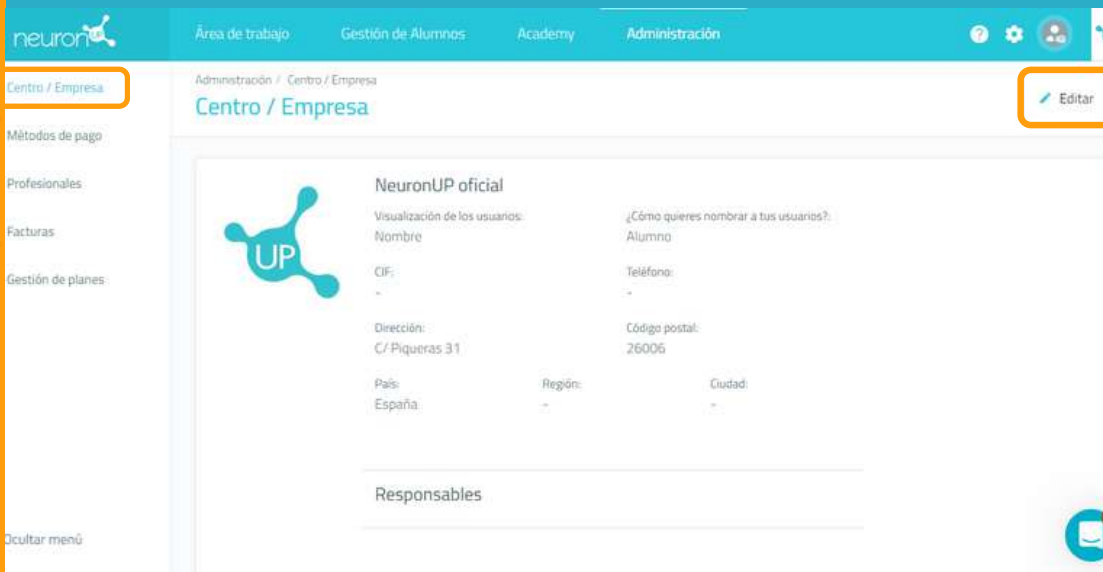 neuronUP
Área de trabajo
Gestión de Alumnos
Academy
Administración
Centro / Empresa
Métodos de pago
Profesionales
Facturas
Gestión de planes
Ocultar menú
Administración / Centro / Empresa
Centro / Empresa
Editar
UP
NeuronUP oficial
Visualización de los usuarios:
¿Cómo quieres nombrar a tus usuarios?:
Nombre
Alumno
CIF:
Teléfono:
-
-
Dirección:
Código postal:
C/ Piqueras 31
26006
País:
Región:
Ciudad:
España
-
-
Responsables